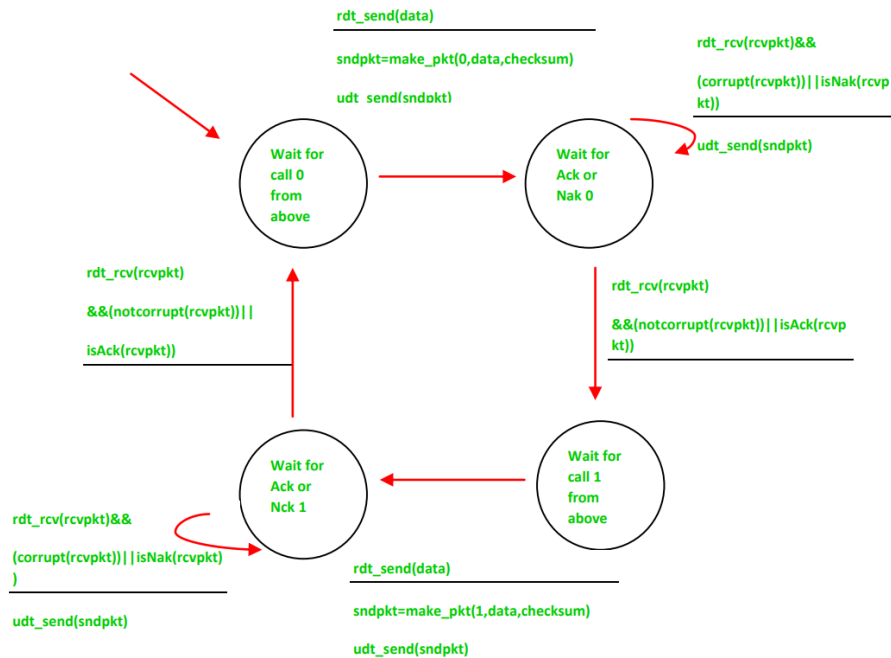 rdt_send(data)
sndpkt=make_pkt(0,data,checksum)
udt_send(sndpkt)
rdt_rcv(rcvpkt)&&
(corrupt(rcvpkt))||isNak(rcvp
kt))
udt_send(sndpkt)
Wait for
call 0
from
above
Wait for
Ack or
Nak 0
rdt_rcv(rcvpkt)
&&(notcorrupt(rcvpkt))||
isAck(rcvpkt))
rdt_rcv(rcvpkt)
&&(notcorrupt(rcvpkt))||isAck(rcvp
kt))
Wait for
Ack or
Nck 1
Wait for
call 1
from
above
rdt_rcv(rcvpkt)&&
(corrupt(rcvpkt))||isNak(rcvpkt)
)
udt_send(sndpkt)
rdt_send(data)
sndpkt=make_pkt(1,data,checksum)
udt_send(sndpkt)